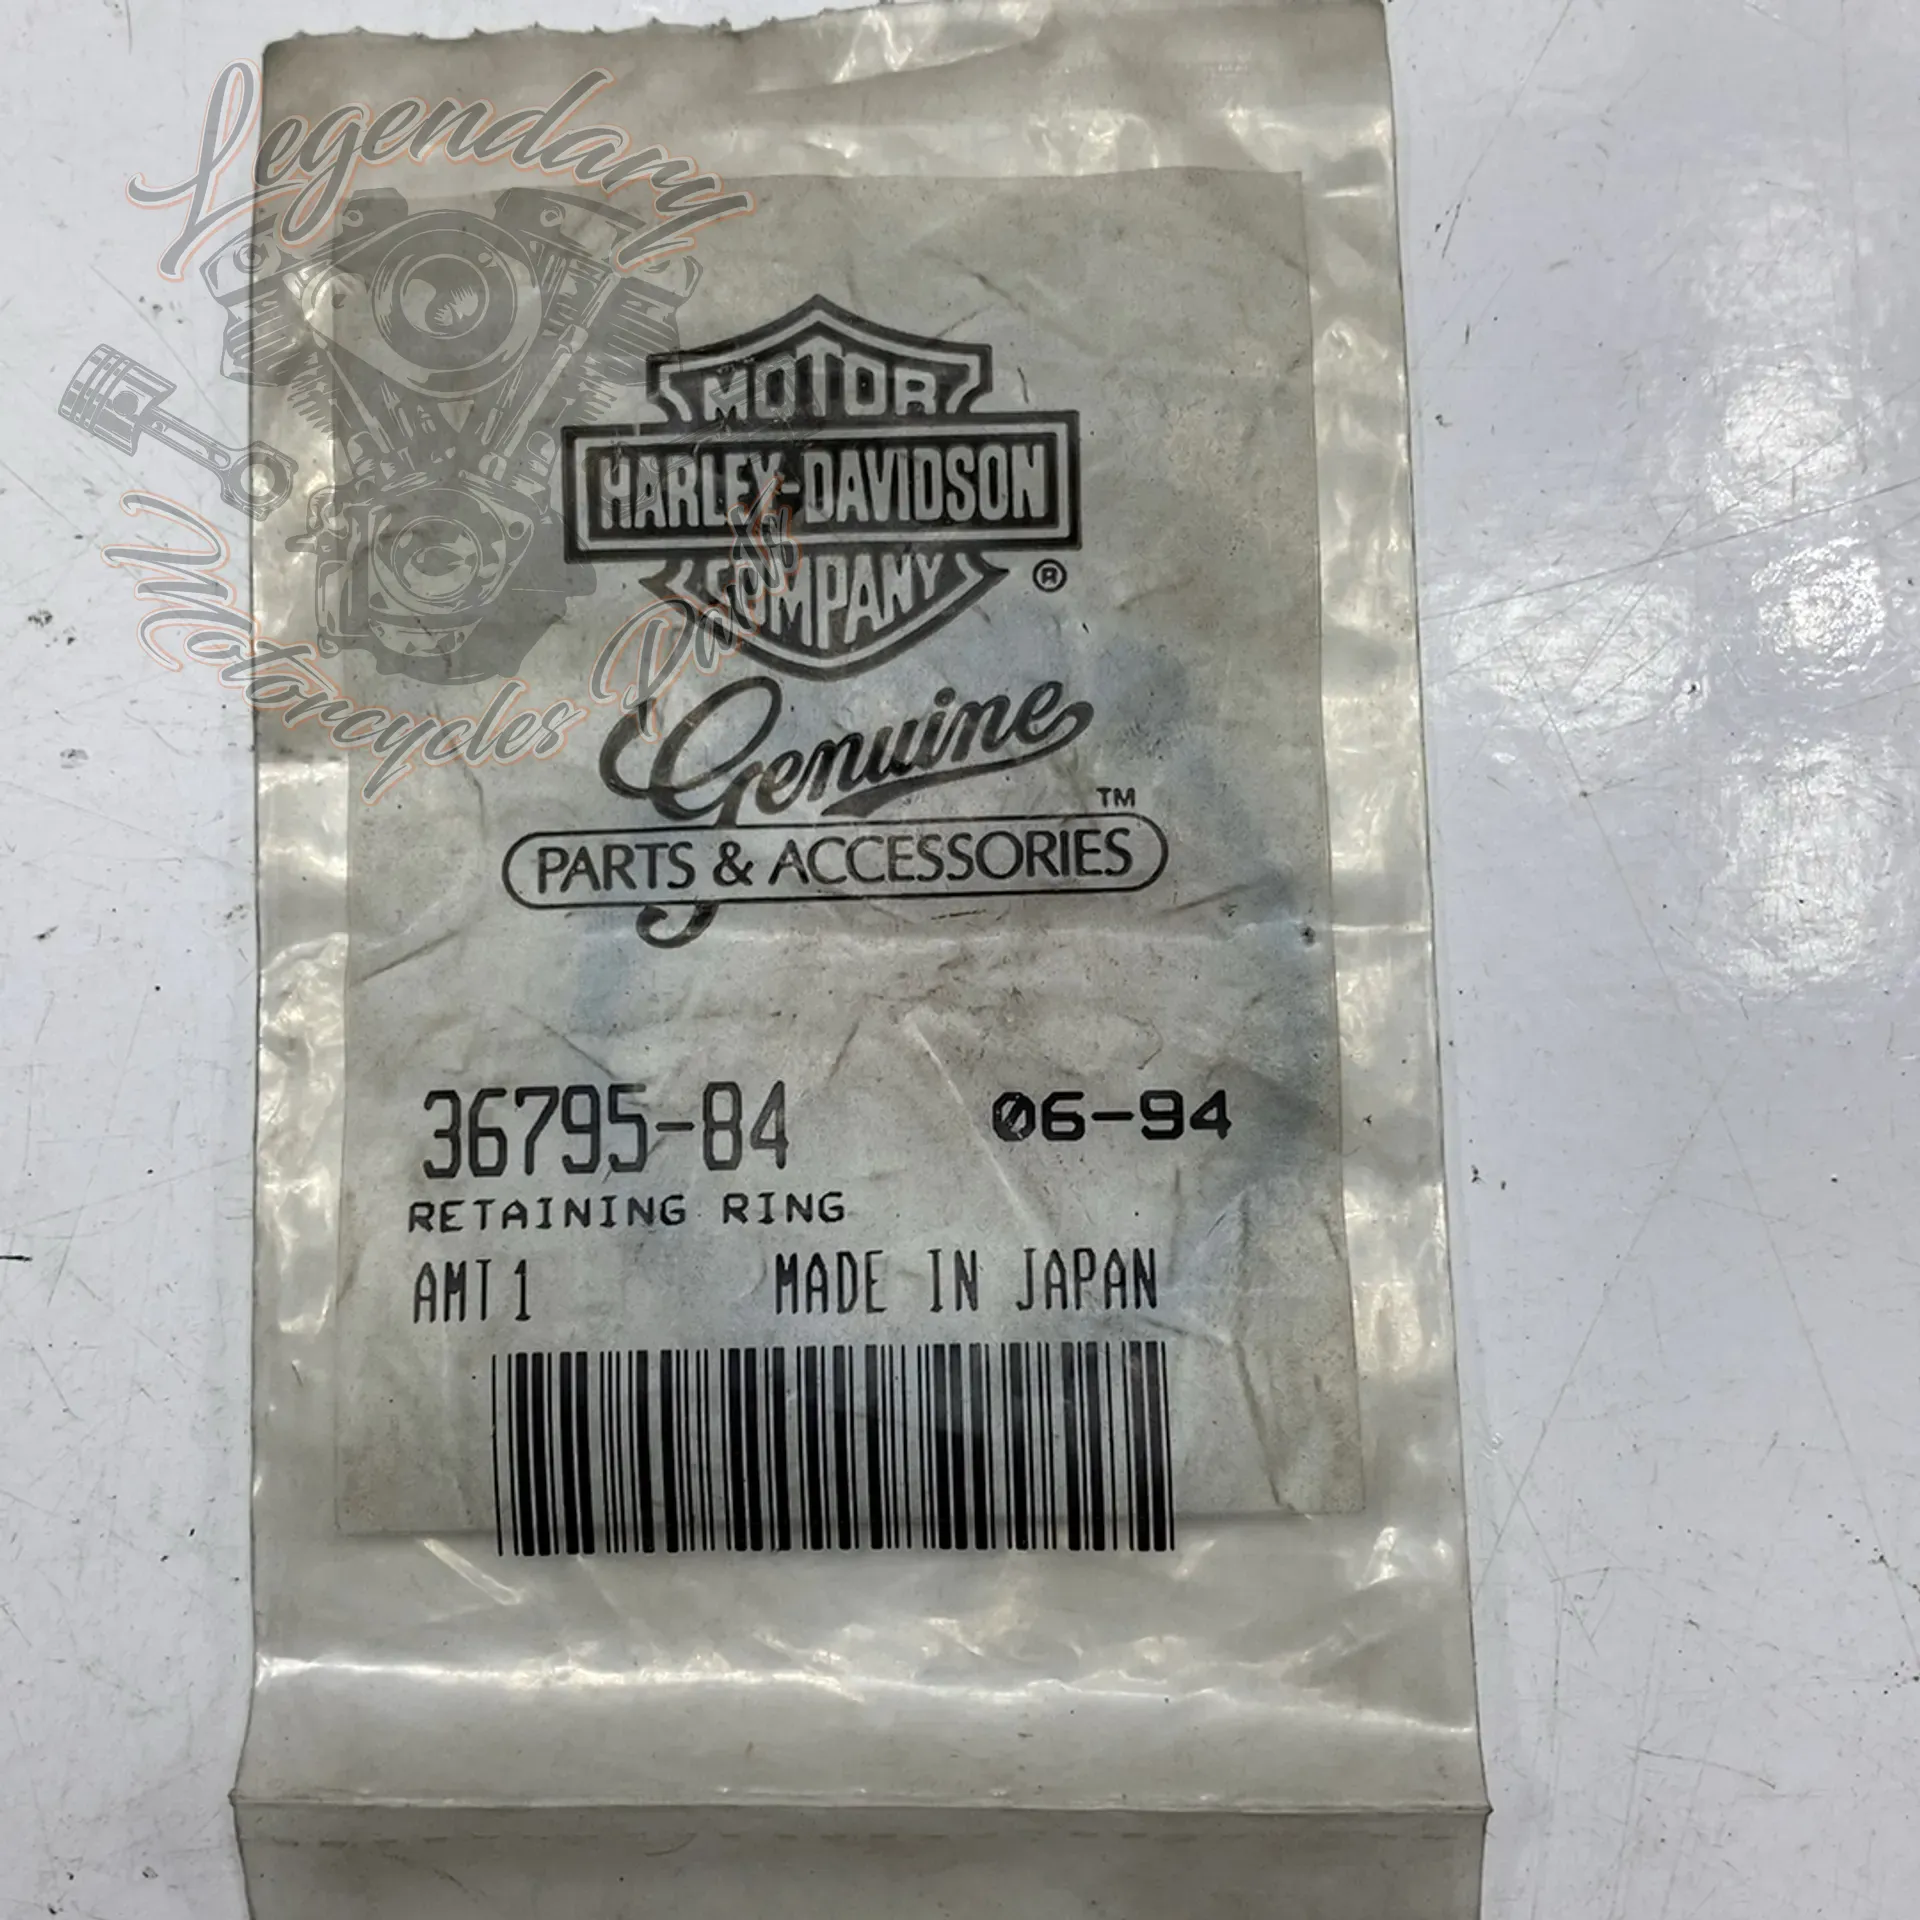 Legendary
Motorcycles Parts
MOTOR
HARLEY-DAVIDSON
COMPANY ®
Genuine
TM
PARTS & ACCESSORIES
36795-84 06-94
RETAINING RING
AMT 1 MADE IN JAPAN